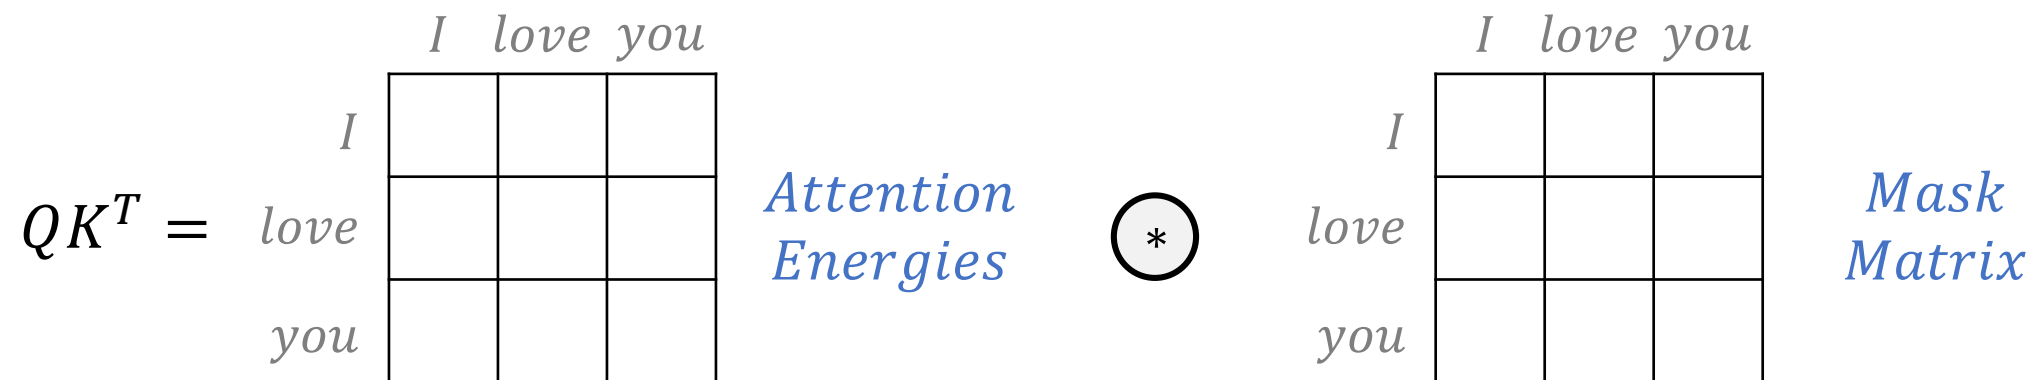 I love you I love you
I I
QK^T = love Attention Energies * love Mask Matrix
you you